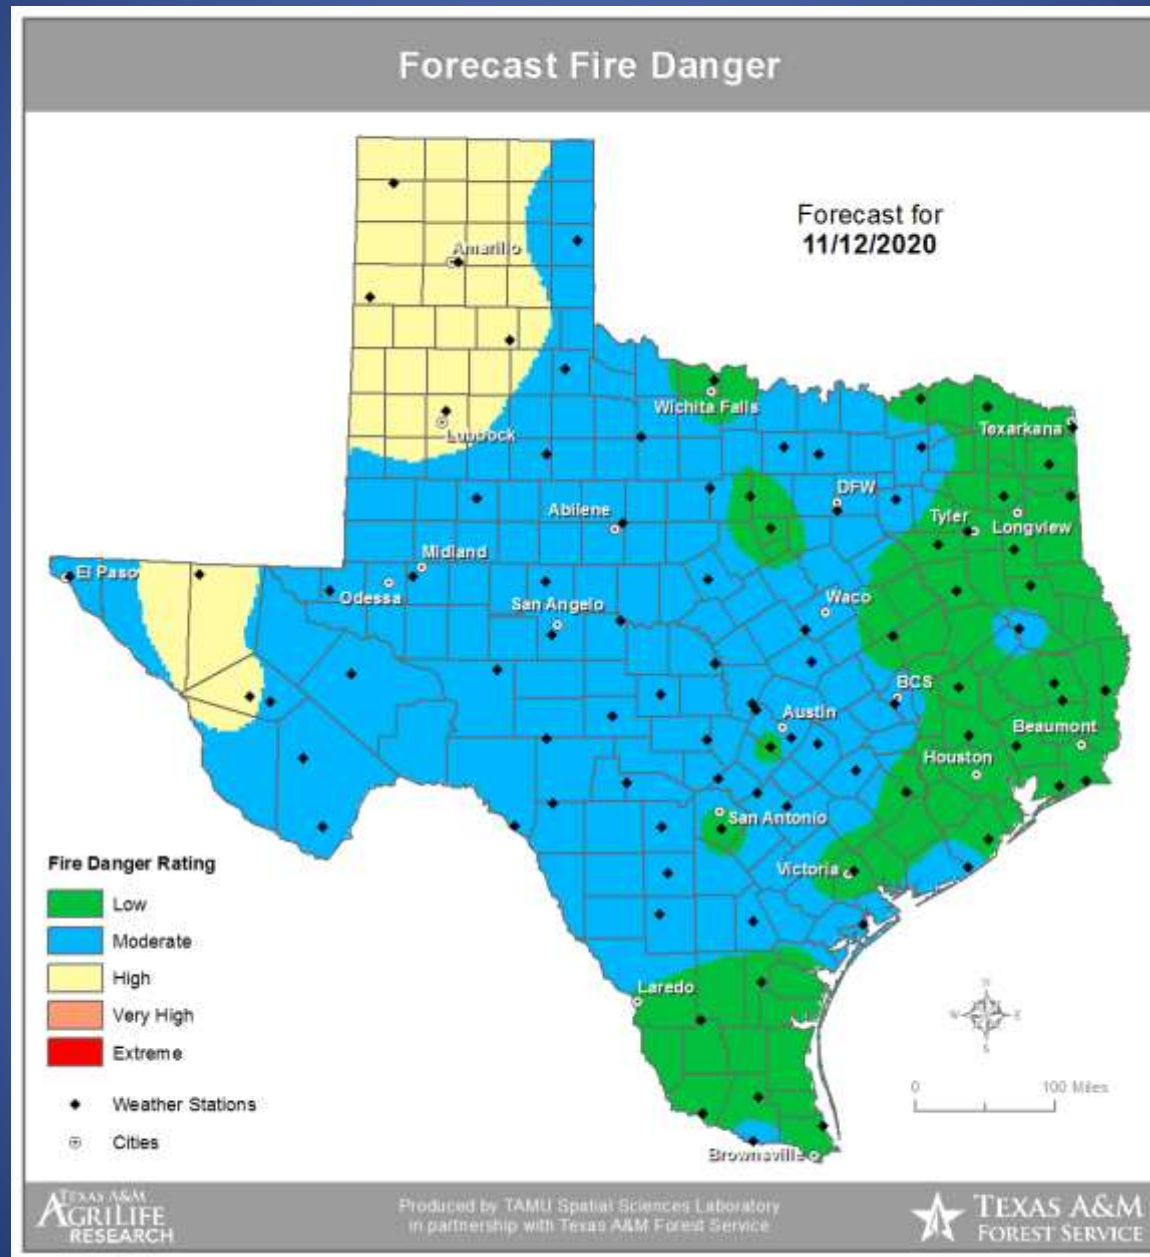 Forecast Fire Danger
Forecast for
11/12/2020
Amarillo
Lubbock
Wichita Falls
Texarkana
DFW
Abilene
Tyler
Longview
Midland
El Paso
Odessa
San Angelo
Waco
BCS
Austin
Beaumont
Houston
San Antonio
Victoria
Laredo
Brownsville
Fire Danger Rating
Low
Moderate
High
Very High
Extreme
Weather Stations
Cities
N
W E
S
0 100 Miles
TEXAS A&M
AGRILIFE
RESEARCH
Produced by TAMU Spatial Sciences Laboratory
in partnership with Texas A&M Forest Service
TEXAS A&M
FOREST SERVICE